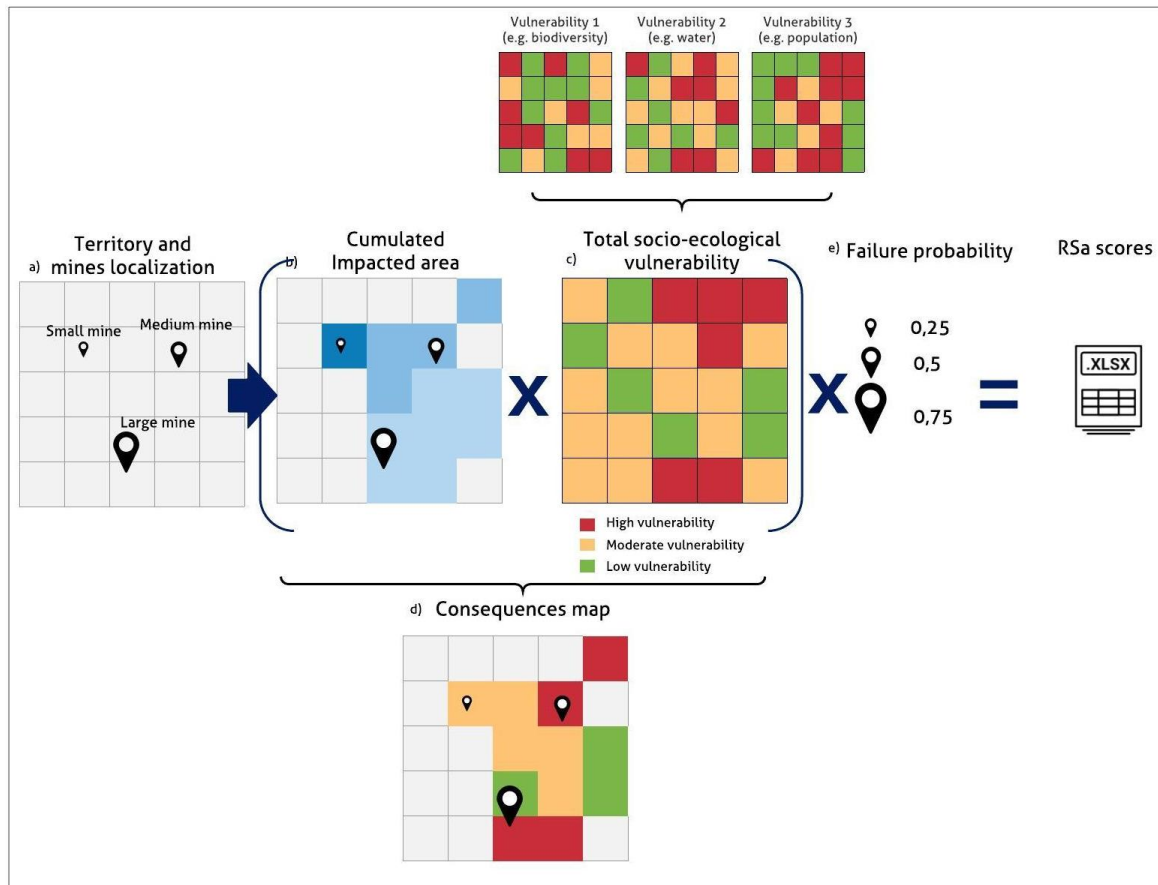 Vulnerability 1
(e.g. biodiversity)
Vulnerability 2
(e.g. water)
Vulnerability 3
(e.g. population)
Territory and
a) mines localization
Small mine
Medium mine
Large mine
Cumulated
b) Impacted area
Total socio-ecological
c) vulnerability
High vulnerability
Moderate vulnerability
Low vulnerability
X
X
e) Failure probability
0,25
0,5
0,75
=
RSa scores
.XLSX
d) Consequences map